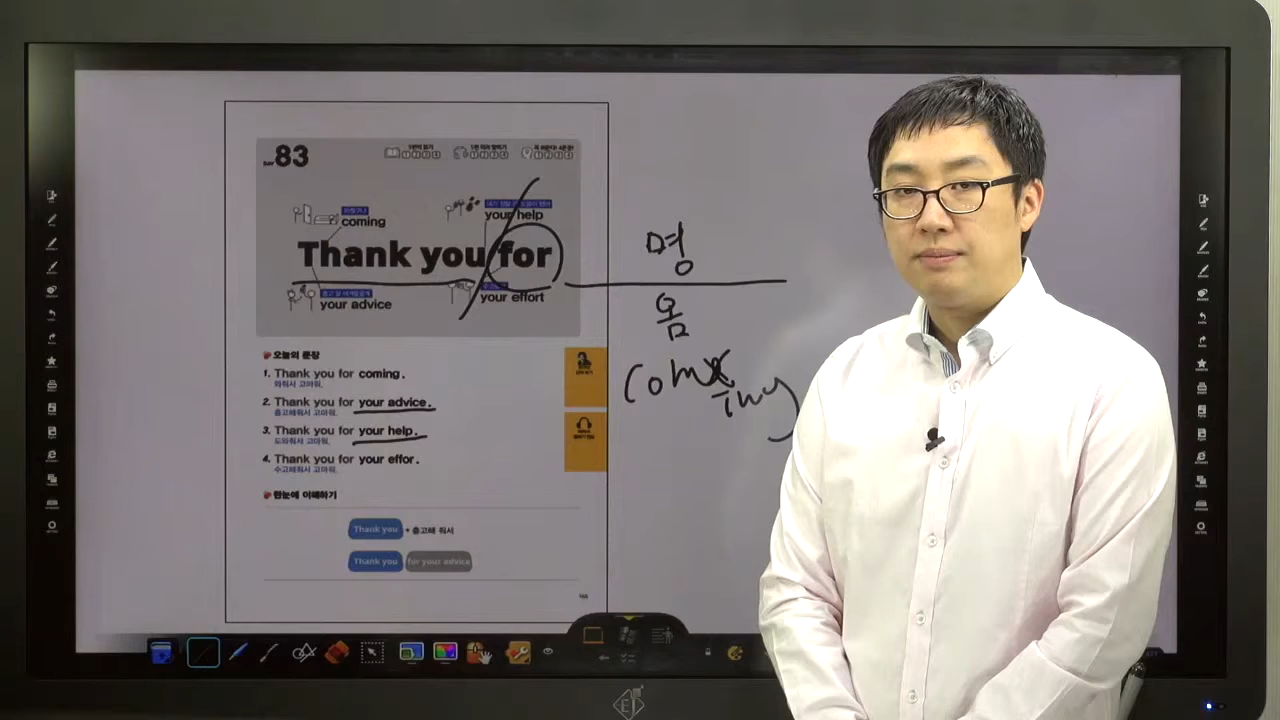 DAY 83
coming
your help
Thank you for
your advice
your effort
오늘의 문장
1. Thank you for coming.
와줘서 고마워.
2. Thank you for your advice.
충고해줘서 고마워.
3. Thank you for your help.
도와줘서 고마워.
4. Thank you for your effor.
수고해줘서 고마워.
한눈에 이해하기
Thank you + 충고해 줘서
Thank you for your advice
명
옴
come
ing